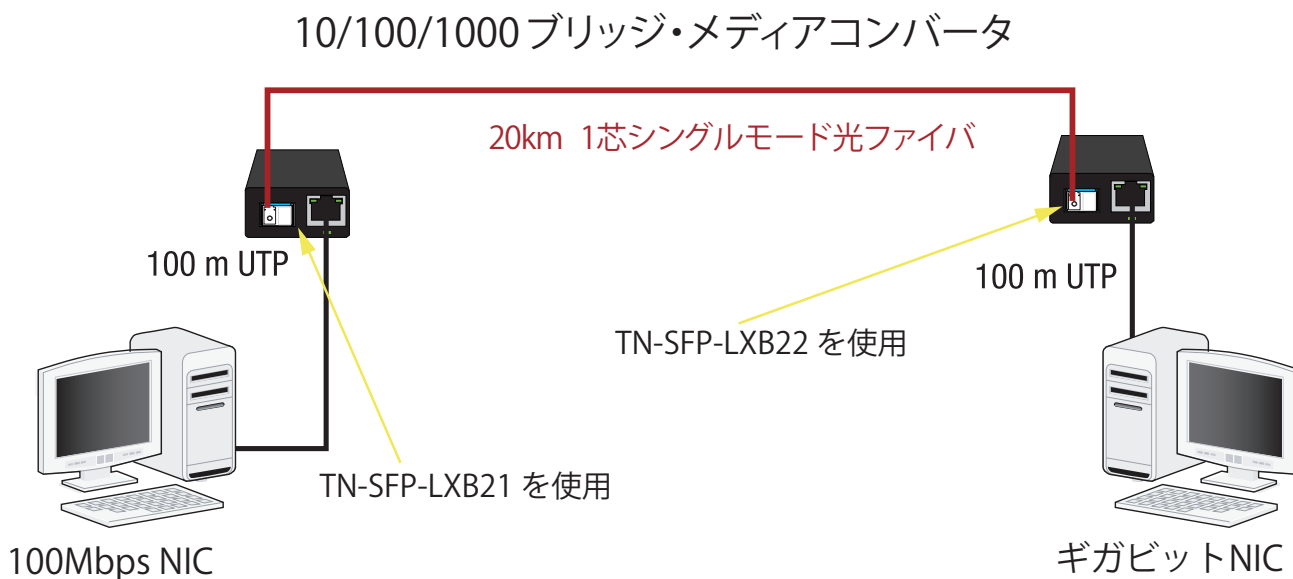 10/100/1000 ブリッジ・メディアコンバータ
20km 1芯シングルモード光ファイバ
100 m UTP
100 m UTP
TN-SFP-LXB22 を使用
TN-SFP-LXB21 を使用
100Mbps NIC
ギガビットNIC